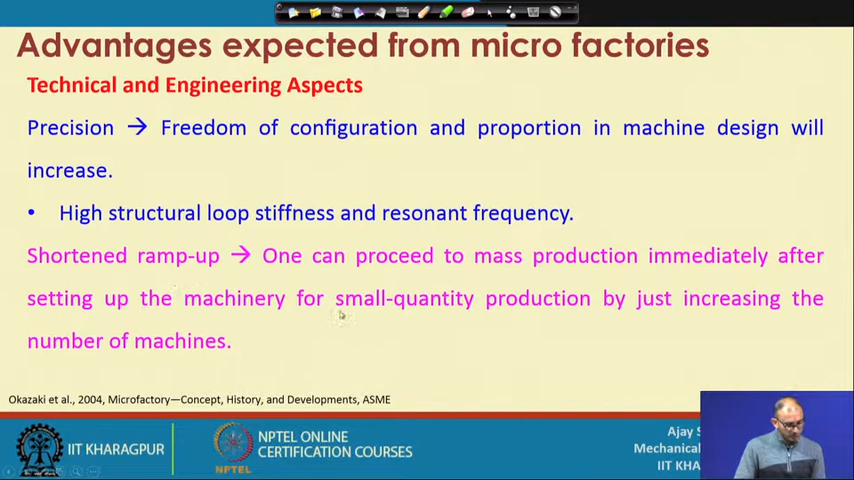 Advantages expected from micro factories
Technical and Engineering Aspects
Precision → Freedom of configuration and proportion in machine design will
increase.
• High structural loop stiffness and resonant frequency.
Shortened ramp-up → One can proceed to mass production immediately after
setting up the machinery for small-quantity production by just increasing the
number of machines.
Okazaki et al., 2004, Microfactory—Concept, History, and Developments, ASME
IIT KHARAGPUR
NPTEL
NPTEL ONLINE
CERTIFICATION COURSES
Ajay S
Mechanical
IIT KHA